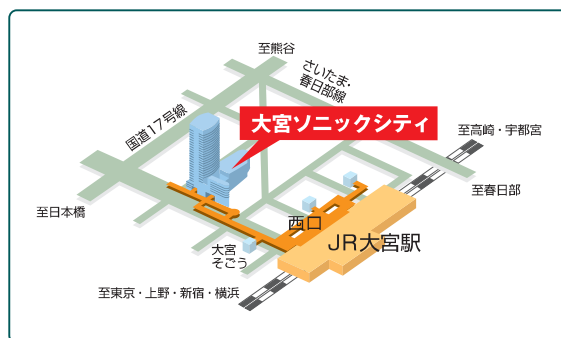 至熊谷
さいたま・
春日部線
国道17号線
大宮ソニックシティ
至高崎・宇都宮
至春日部
至日本橋
西口
JR大宮駅
大宮
そごう
至東京・上野・新宿・横浜